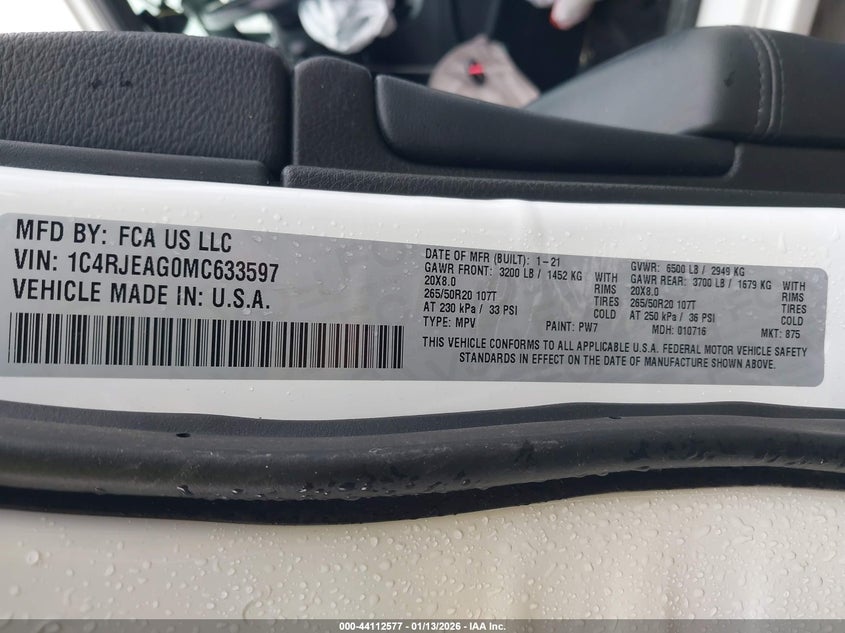 MFD BY: FCA US LLC
VIN: 1C4RJEAG0MC633597
VEHICLE MADE IN: U.S.A.
DATE OF MFR (BUILT): 1-21 GVWR: 6500 LB / 2949 KG
GAWR FRONT: 3200 LB / 1452 KG WITH GAWR REAR: 3700 LB / 1679 KG WITH
20X8.0 RIMS 20X8.0 RIMS
265/50R20 107T TIRES 265/50R20 107T TIRES
AT 230 kPa / 33 PSI COLD AT 250 kPa / 36 PSI COLD
TYPE: MPV PAINT: PW7 MDH: 010716 MKT: 875
THIS VEHICLE CONFORMS TO ALL APPLICABLE U.S.A. FEDERAL MOTOR VEHICLE SAFETY
STANDARDS IN EFFECT ON THE DATE OF MANUFACTURE SHOWN ABOVE.
000-44112577 - 01/13/2026 - IAA Inc.